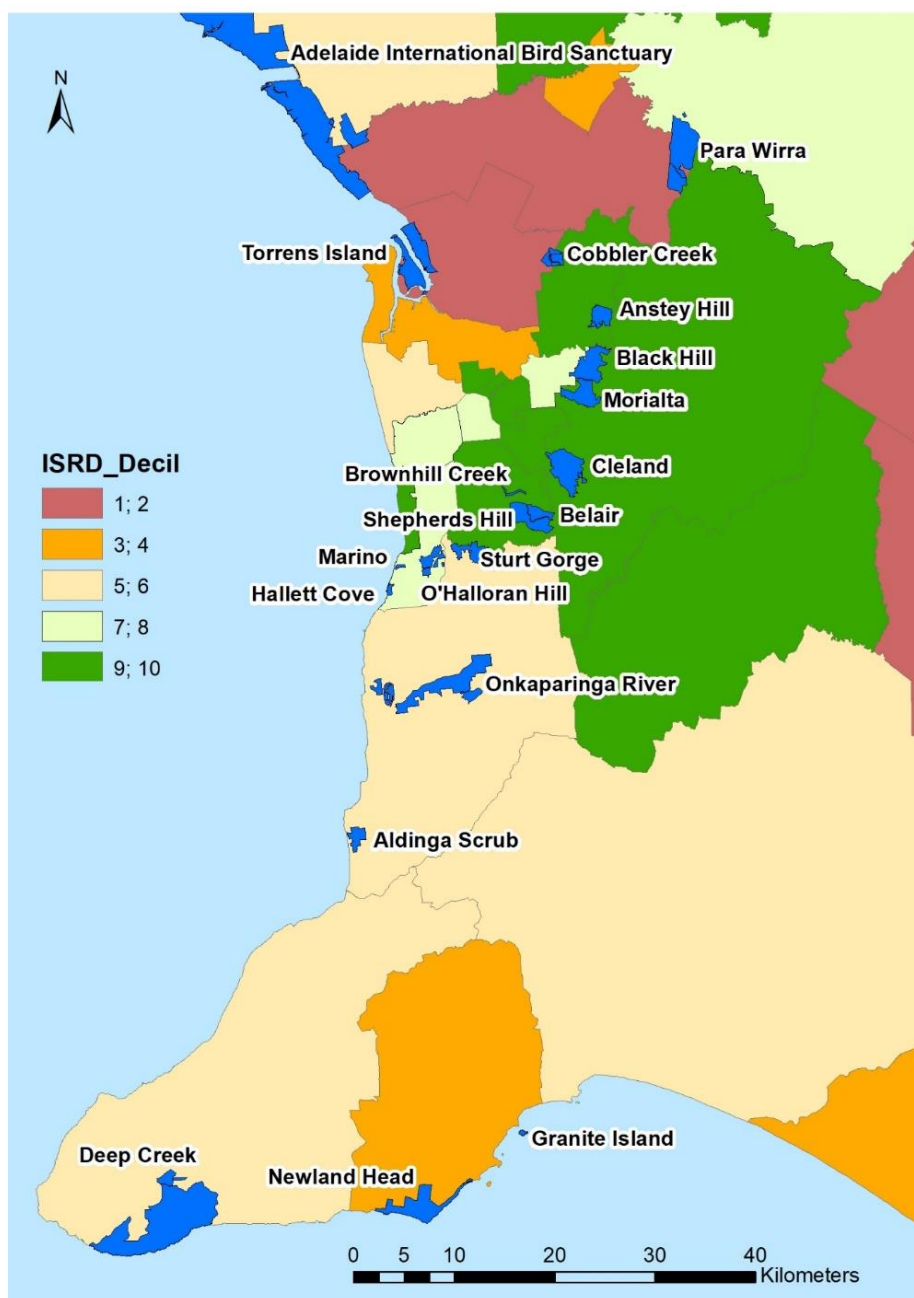 Adelaide International Bird Sanctuary
N
Para Wirra
Torrens Island
Cobbler Creek
Anstey Hill
Black Hill
Morialta
ISRD_Decil
1; 2
3; 4
5; 6
7; 8
9; 10
Cleland
Brownhill Creek
Shepherds Hill
Belair
Marino
Sturt Gorge
Hallett Cove
O'Halloran Hill
Onkaparinga River
Aldinga Scrub
Granite Island
Deep Creek
Newland Head
0 5 10 20 30 40
Kilometers